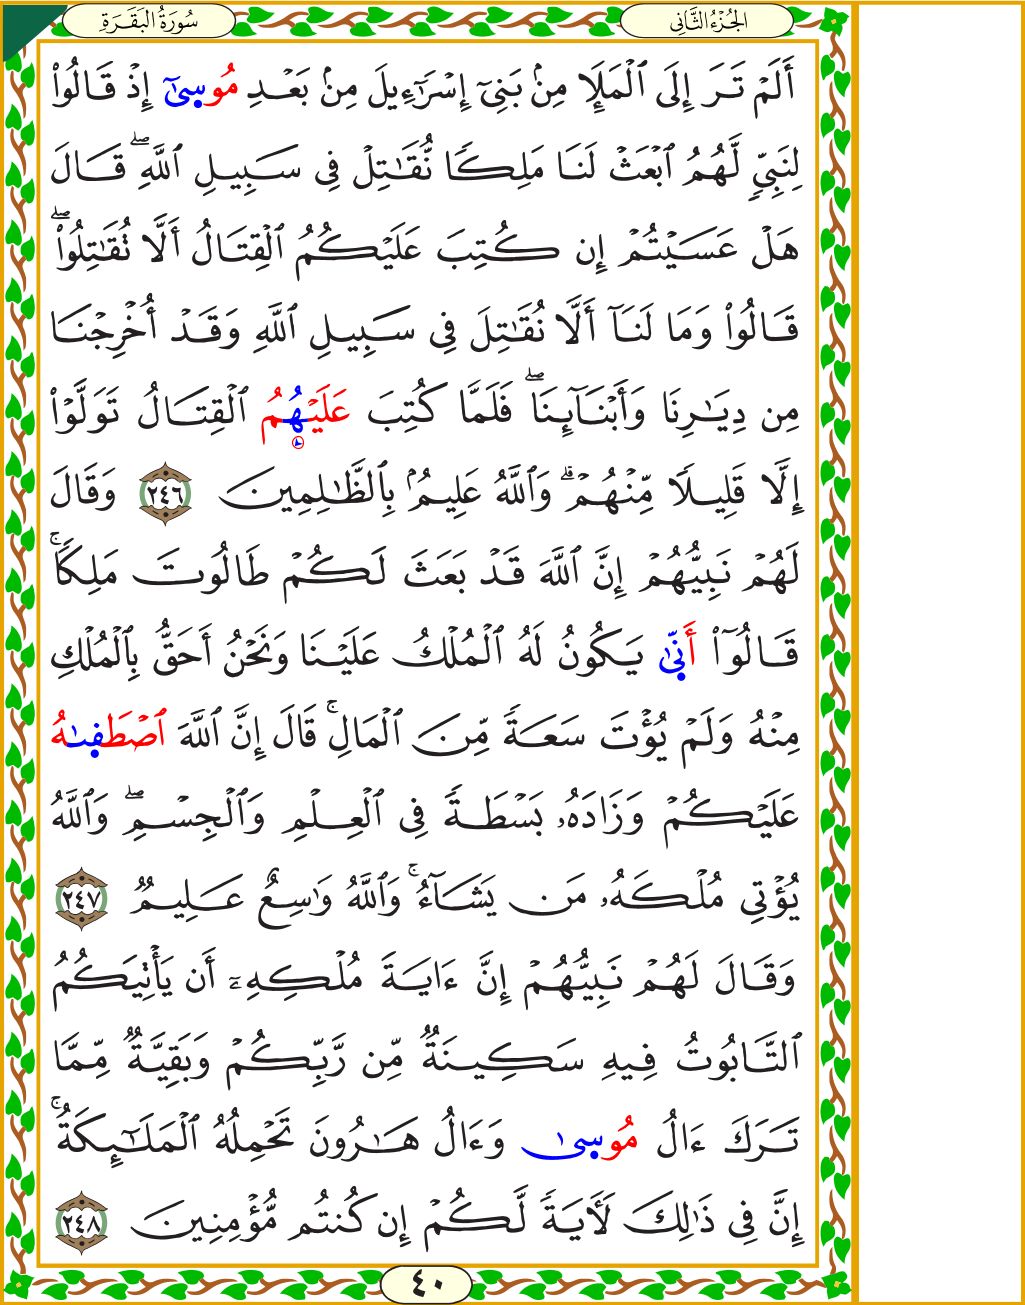 الجُزْءُ الثَّانِى
سُورَةُ الْبَقَرَةِ
أَلَمْ تَرَ إِلَى ٱلْمَلَإِ مِنۢ بَنِىٓ إِسْرَٰٓءِيلَ مِنۢ بَعْدِ مُوسِىٰٓ إِذْ قَالُوا۟
لِنَبِىٍّ لَّهُمُ ٱبْعَثْ لَنَا مَلِكًا نُّقَٰتِلْ فِى سَبِيلِ ٱللَّهِ ۖ قَالَ
هَلْ عَسَيْتُمْ إِن كُتِبَ عَلَيْكُمُ ٱلْقِتَالُ أَلَّا تُقَٰتِلُوا۟ ۖ
قَالُوا۟ وَمَا لَنَآ أَلَّا نُقَٰتِلَ فِى سَبِيلِ ٱللَّهِ وَقَدْ أُخْرِجْنَا
مِن دِيَٰرِنَا وَأَبْنَآئِنَا ۖ فَلَمَّا كُتِبَ عَلَيْهُمُ ٱلْقِتَالُ تَوَلَّوْا۟
إِلَّا قَلِيلًا مِّنْهُمْ ۗ وَٱللَّهُ عَلِيمٌۢ بِٱلظَّٰلِمِينَ ٢٤٦ وَقَالَ
لَهُمْ نَبِيُّهُمْ إِنَّ ٱللَّهَ قَدْ بَعَثَ لَكُمْ طَالُوتَ مَلِكًا ۚ
قَالُوٓا۟ أَنِّىٰ يَكُونُ لَهُ ٱلْمُلْكُ عَلَيْنَا وَنَحْنُ أَحَقُّ بِٱلْمُلْكِ
مِنْهُ وَلَمْ يُؤْتَ سَعَةً مِّنَ ٱلْمَالِ ۚ قَالَ إِنَّ ٱللَّهَ ٱصْطَفِىٰهُ
عَلَيْكُمْ وَزَادَهُۥ بَسْطَةً فِى ٱلْعِلْمِ وَٱلْجِسْمِ ۖ وَٱللَّهُ
يُؤْتِى مُلْكَهُۥ مَن يَشَآءُ ۚ وَٱللَّهُ وَٰسِعٌ عَلِيمٌ ٢٤٧
وَقَالَ لَهُمْ نَبِيُّهُمْ إِنَّ ءَايَةَ مُلْكِهِۦٓ أَن يَأْتِيَكُمُ
ٱلتَّابُوتُ فِيهِ سَكِينَةٌ مِّن رَّبِّكُمْ وَبَقِيَّةٌ مِّمَّا
تَرَكَ ءَالُ مُوسِىٰ وَءَالُ هَٰرُونَ تَحْمِلُهُ ٱلْمَلَٰٓئِكَةُ ۚ
إِنَّ فِى ذَٰلِكَ لَءَايَةً لَّكُمْ إِن كُنتُم مُّؤْمِنِينَ ٢٤٨
٤٠